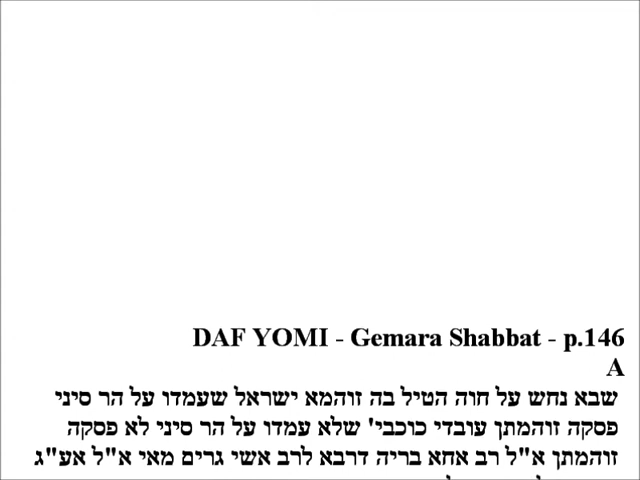 DAF YOMI - Gemara Shabbat - p.146
A
שבא נחש על חוה הטיל בה זוהמא ישראל שעמדו על הר סיני
פסקה זוהמתן עובדי כוכבי' שלא עמדו על הר סיני לא פסקה
זוהמתן א"ל רב אחא בריה דרבא לרב אשי גרים מאי א"ל אע"ג